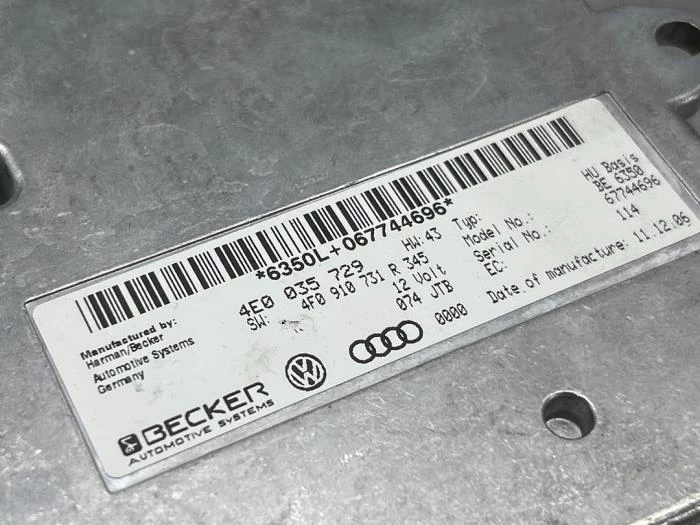 *6350L+067744696*
Manufactured by:
Harman/Becker
Automotive Systems
Germany
4E0 035 729 HW: 43
SW: 4F0 910 731 R 345
12 Volt
074 JTB
0000
Typ: HU Basis
Model No.: BE 6350
Serial No.: 67744696
EC: 114
Date of manufacture: 11.12.06
BECKER
AUTOMOTIVE SYSTEMS